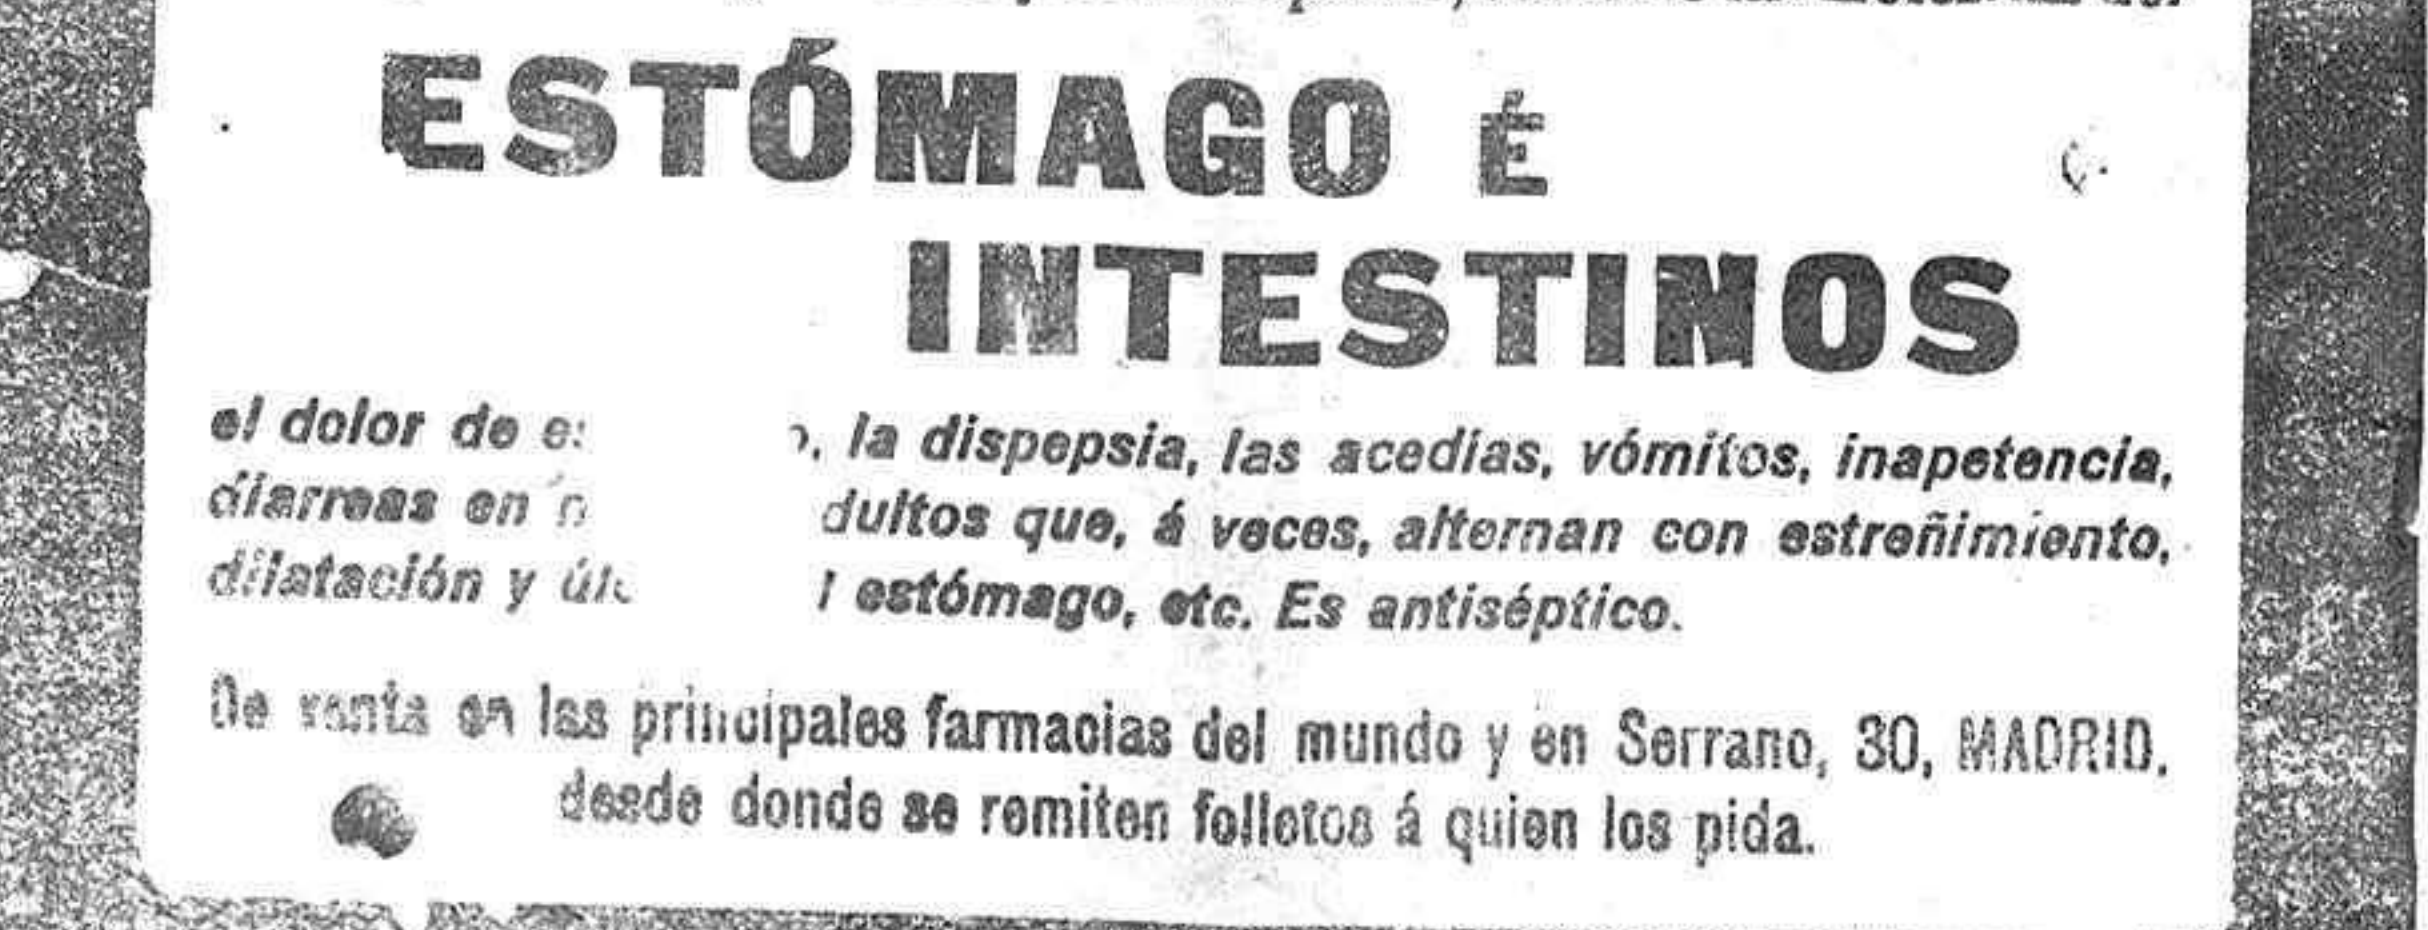 ESTÓMAGO É
INTESTINOS
el dolor de la dispepsia, las acedías, vómitos, inapetencia,
diarreas en que, á veces, alternan con estreñimiento,
dilatación y estómago, etc. Es antiséptico.
De venta en las principales farmacias del mundo y en Serrano, 30, MADRID,
desde donde se remiten folletos á quien los pida.